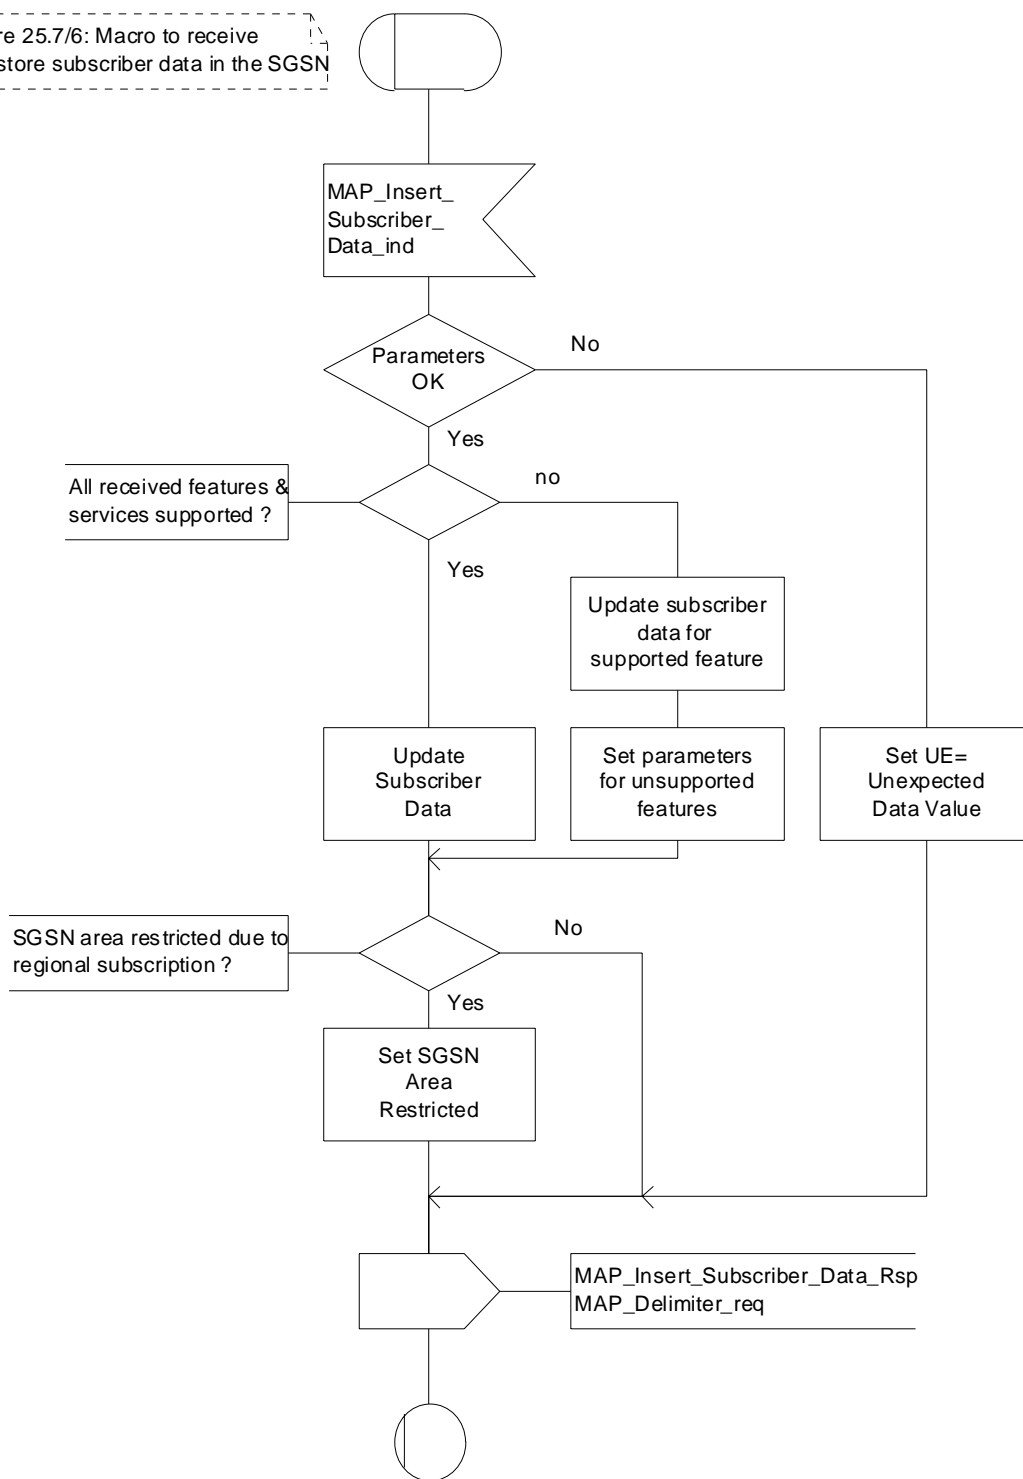 re 25.7/6: Macro to receive
store subscriber data in the SGSN
MAP_Insert_
Subscriber_
Data_ind
Parameters
OK
No
Yes
All received features &
services supported ?
no
Yes
Update subscriber
data for
supported feature
Update
Subscriber
Data
Set parameters
for unsupported
features
Set UE=
Unexpected
Data Value
SGSN area restricted due to
regional subscription ?
No
Yes
Set SGSN
Area
Restricted
MAP_Insert_Subscriber_Data_Rsp
MAP_Delimiter_req